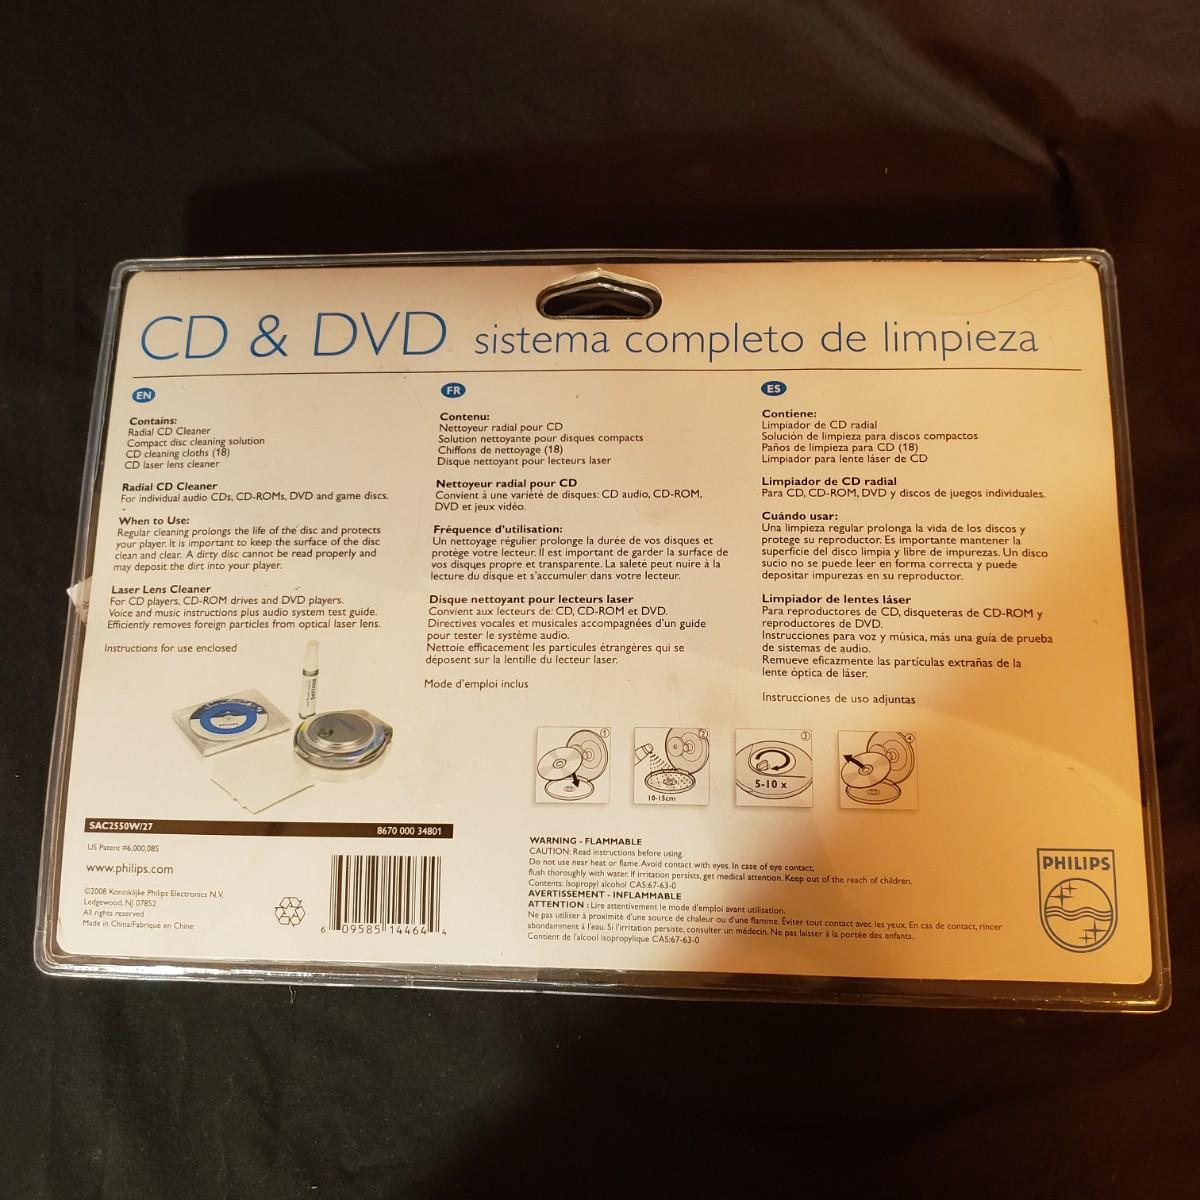 CD & DVD sistema completo de limpieza
EN
Contains:
Radial CD Cleaner
Compact disc cleaning solution
CD cleaning cloths (18)
CD laser lens cleaner
Radial CD Cleaner
For individual audio CDs, CD-ROMs, DVD and game discs.
When to Use:
Regular cleaning prolongs the life of the disc and protects
your player. It is important to keep the surface of the disc
clean and clear. A dirty disc cannot be read properly and
may deposit the dirt into your player.
Laser Lens Cleaner
For CD players, CD-ROM drives and DVD players.
Voice and music instructions plus audio system test guide.
Efficiently removes foreign particles from optical laser lens.
Instructions for use enclosed
FR
Contenu:
Nettoyeur radial pour CD
Solution nettoyante pour disques compacts
Chiffons de nettoyage (18)
Disque nettoyant pour lecteurs laser
Nettoyeur radial pour CD
Convient à une variété de disques: CD audio, CD-ROM,
DVD et jeux vidéo.
Fréquence d'utilisation:
Un nettoyage régulier prolonge la durée de vos disques et
protège votre lecteur. Il est important de garder la surface de
vos disques propre et transparente. La saleté peut nuire à la
lecture du disque et s'accumuler dans votre lecteur.
Disque nettoyant pour lecteurs laser
Convient aux lecteurs de: CD, CD-ROM et DVD.
Directives vocales et musicales accompagnées d'un guide
pour tester le système audio.
Nettoie efficacement les particules étrangères qui se
déposent sur la lentille du lecteur laser.
Mode d'emploi inclus
ES
Contiene:
Limpiador de CD radial
Solución de limpieza para discos compactos
Paños de limpieza para CD (18)
Limpiador para lente láser de CD
Limpiador de CD radial
Para CD, CD-ROM, DVD y discos de juegos individuales.
Cuándo usar:
Una limpieza regular prolonga la vida de los discos y
protege su reproductor. Es importante mantener la
superficie del disco limpia y libre de impurezas. Un disco
sucio no se puede leer en forma correcta y puede
depositar impurezas en su reproductor.
Limpiador de lentes láser
Para reproductores de CD, disqueteras de CD-ROM y
reproductores de DVD.
Instrucciones para voz y música, más una guía de prueba
de sistemas de audio.
Remueve eficazmente las partículas extrañas de la
lente óptica de láser.
Instrucciones de uso adjuntas
PHILIPS
PHILIPS
1
2
10-15cm
3
5-10 x
4
SAC2550W/27 8670 000 34801
US Patent #6,000,085
www.philips.com
©2008 Koninklijke Philips Electronics N.V.
Ledgewood, NJ 07852
All rights reserved
Made in China/Fabriqué en Chine
6 09585 14464 4
WARNING - FLAMMABLE
CAUTION: Read instructions before using.
Do not use near heat or flame. Avoid contact with eyes. In case of eye contact,
flush thoroughly with water. If irritation persists, get medical attention. Keep out of the reach of children.
Contents: Isopropyl alcohol CAS:67-63-0
AVERTISSEMENT - INFLAMMABLE
ATTENTION : Lire attentivement le mode d'emploi avant utilisation.
Ne pas utiliser à proximité d'une source de chaleur ou d'une flamme. Éviter tout contact avec les yeux. En cas de contact, rincer
abondamment à l'eau. Si l'irritation persiste, consulter un médecin. Ne pas laisser à la portée des enfants.
Contient de l'alcool isopropylique CAS:67-63-0
PHILIPS